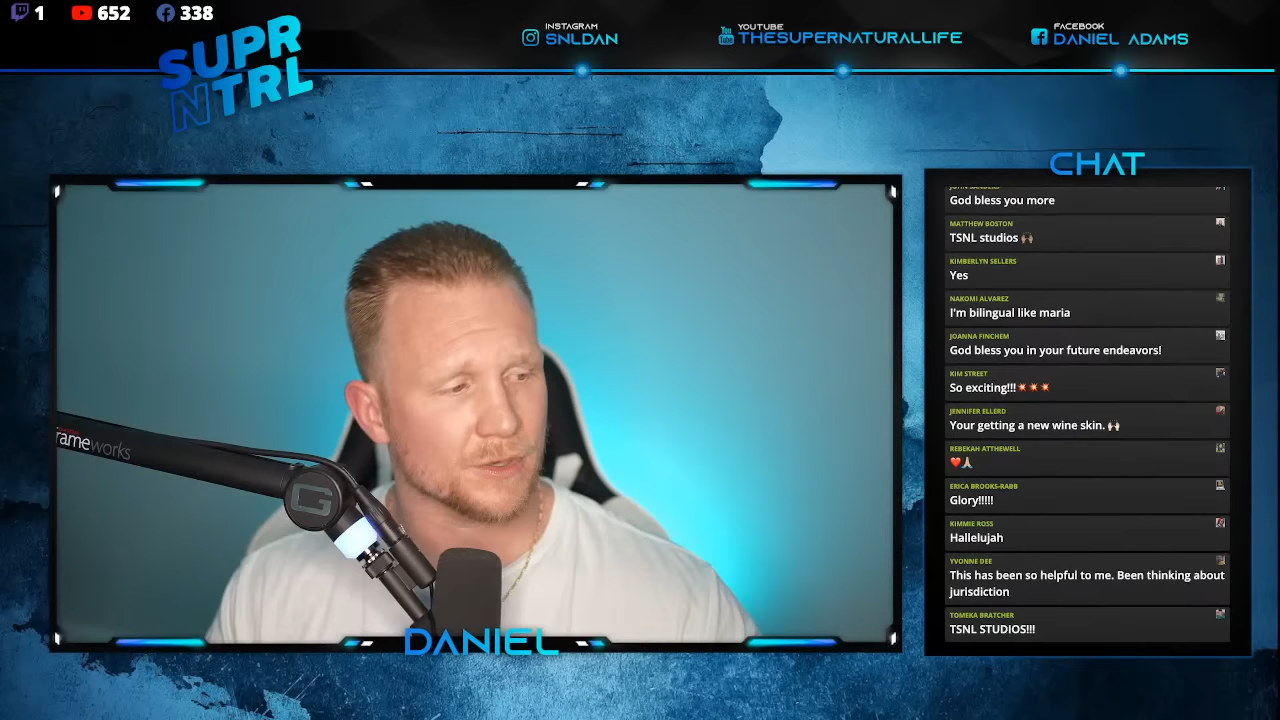 1 652 338
SUPR
NTRL
INSTAGRAM
SNLDAN
YOUTUBE
THESUPERNATURALLIFE
FACEBOOK
DANIEL ADAMS
CHAT
God bless you more
MATTHEW BOSTON
TSNL studios 🙌🏽
KIMBERLYN SELLERS
Yes
NAKOMI ALVAREZ
I'm bilingual like maria
JOANNA FINCHEM
God bless you in your future endeavors!
KIM STREET
So exciting!!! 💥💥💥
JENNIFER ELLERD
Your getting a new wine skin. 🙌🏻
REBEKAH ATTHEWELL
❤️🙏🏽
ERICA BROOKS-RABB
Glory!!!!!
KIMMIE ROSS
Hallelujah
YVONNE DEE
This has been so helpful to me. Been thinking about
jurisdiction
TOMEKA BRATCHER
TSNL STUDIOS!!!
rameworks
G
DANIEL